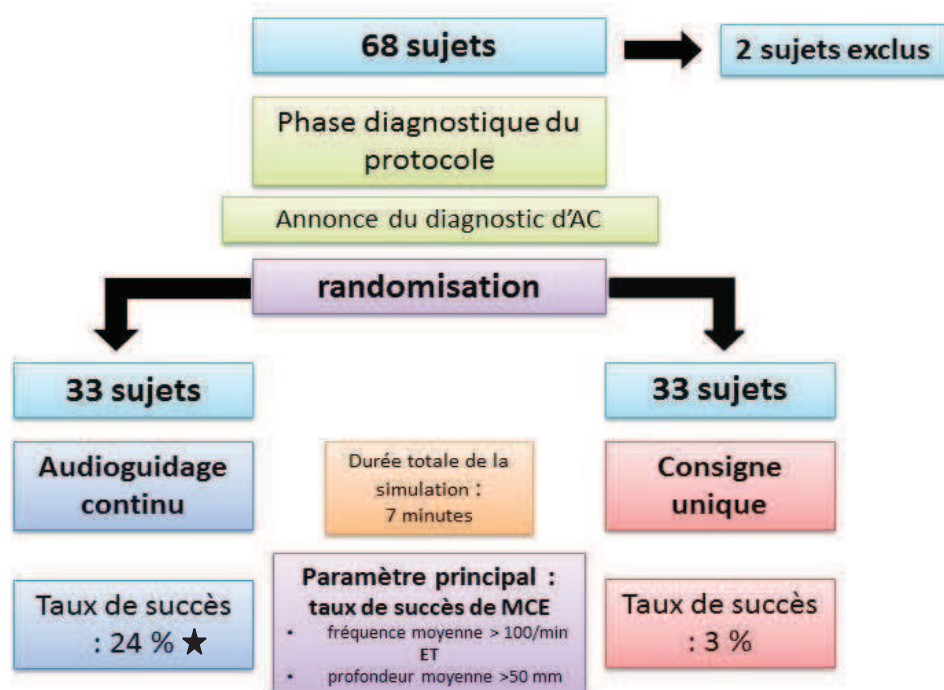 68 sujets
2 sujets exclus
Phase diagnostique du
protocole
Annonce du diagnostic d'AC
randomisation
33 sujets
33 sujets
Audioguidage
continu
Durée totale de la
simulation :
7 minutes
Consigne
unique
Taux de succès
: 24 % ★
Paramètre principal :
taux de succès de MCE
• fréquence moyenne > 100/min
ET
• profondeur moyenne >50 mm
Taux de succès
: 3 %